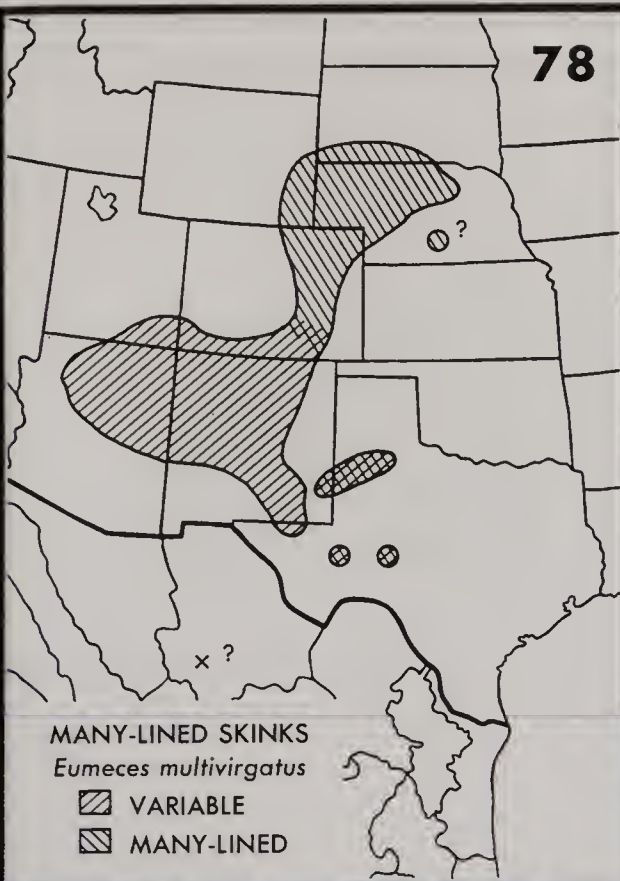 78
?
x ?
MANY-LINED SKINKS
Eumeces multivirgatus
VARIABLE
MANY-LINED